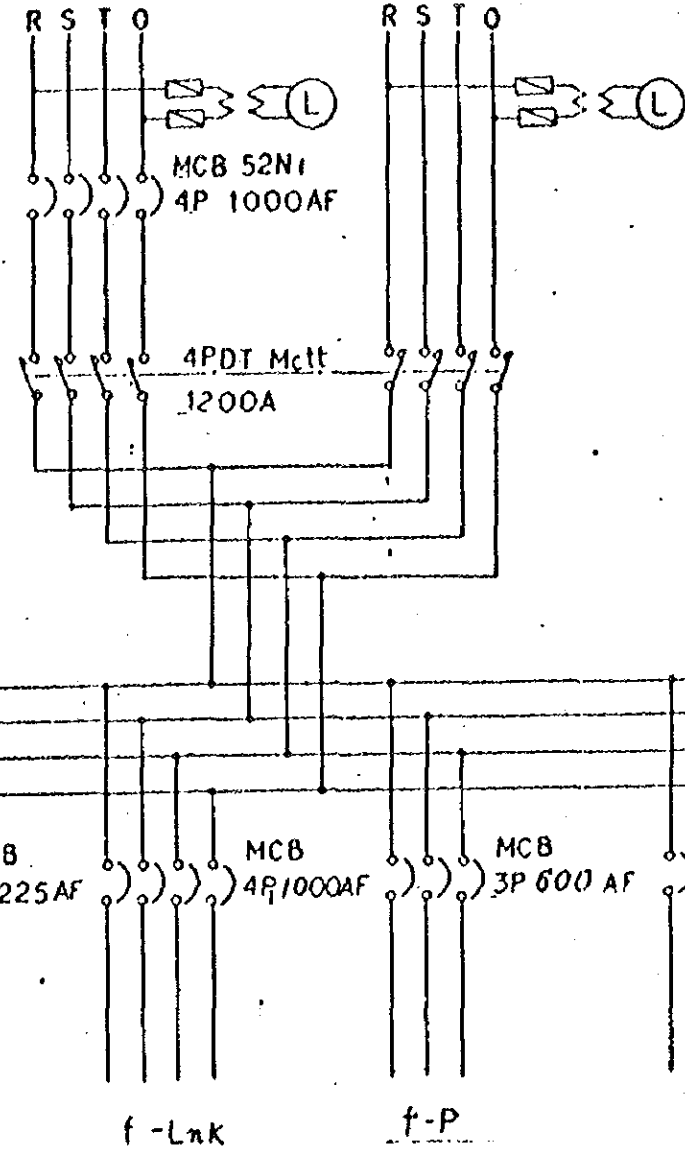 R S T O
R S T O
L
L
MCB 52N1
4P 1000AF
4PDT Mctt
1200A
B
225AF
MCB
4P 1000AF
MCB
3P 600 AF
f-Lnk
f-P